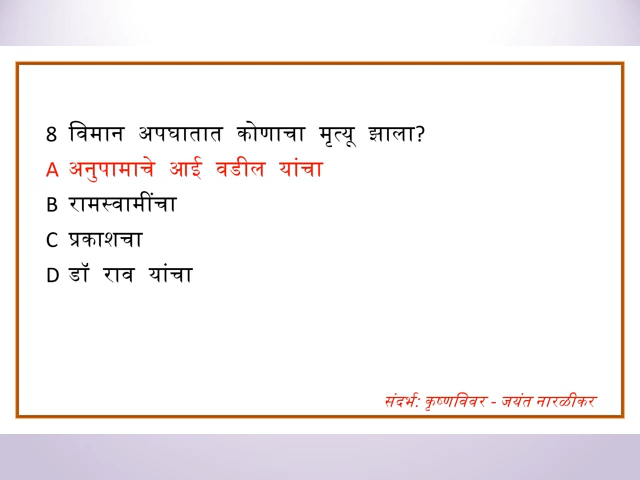 8 विमान अपघातात कोणाचा मृत्यू झाला?
A अनुपामाचे आई वडील यांचा
B रामस्वामींचा
C प्रकाशचा
D डॉ राव यांचा
संदर्भ: कृष्णविवर - जयंत नारळीकर